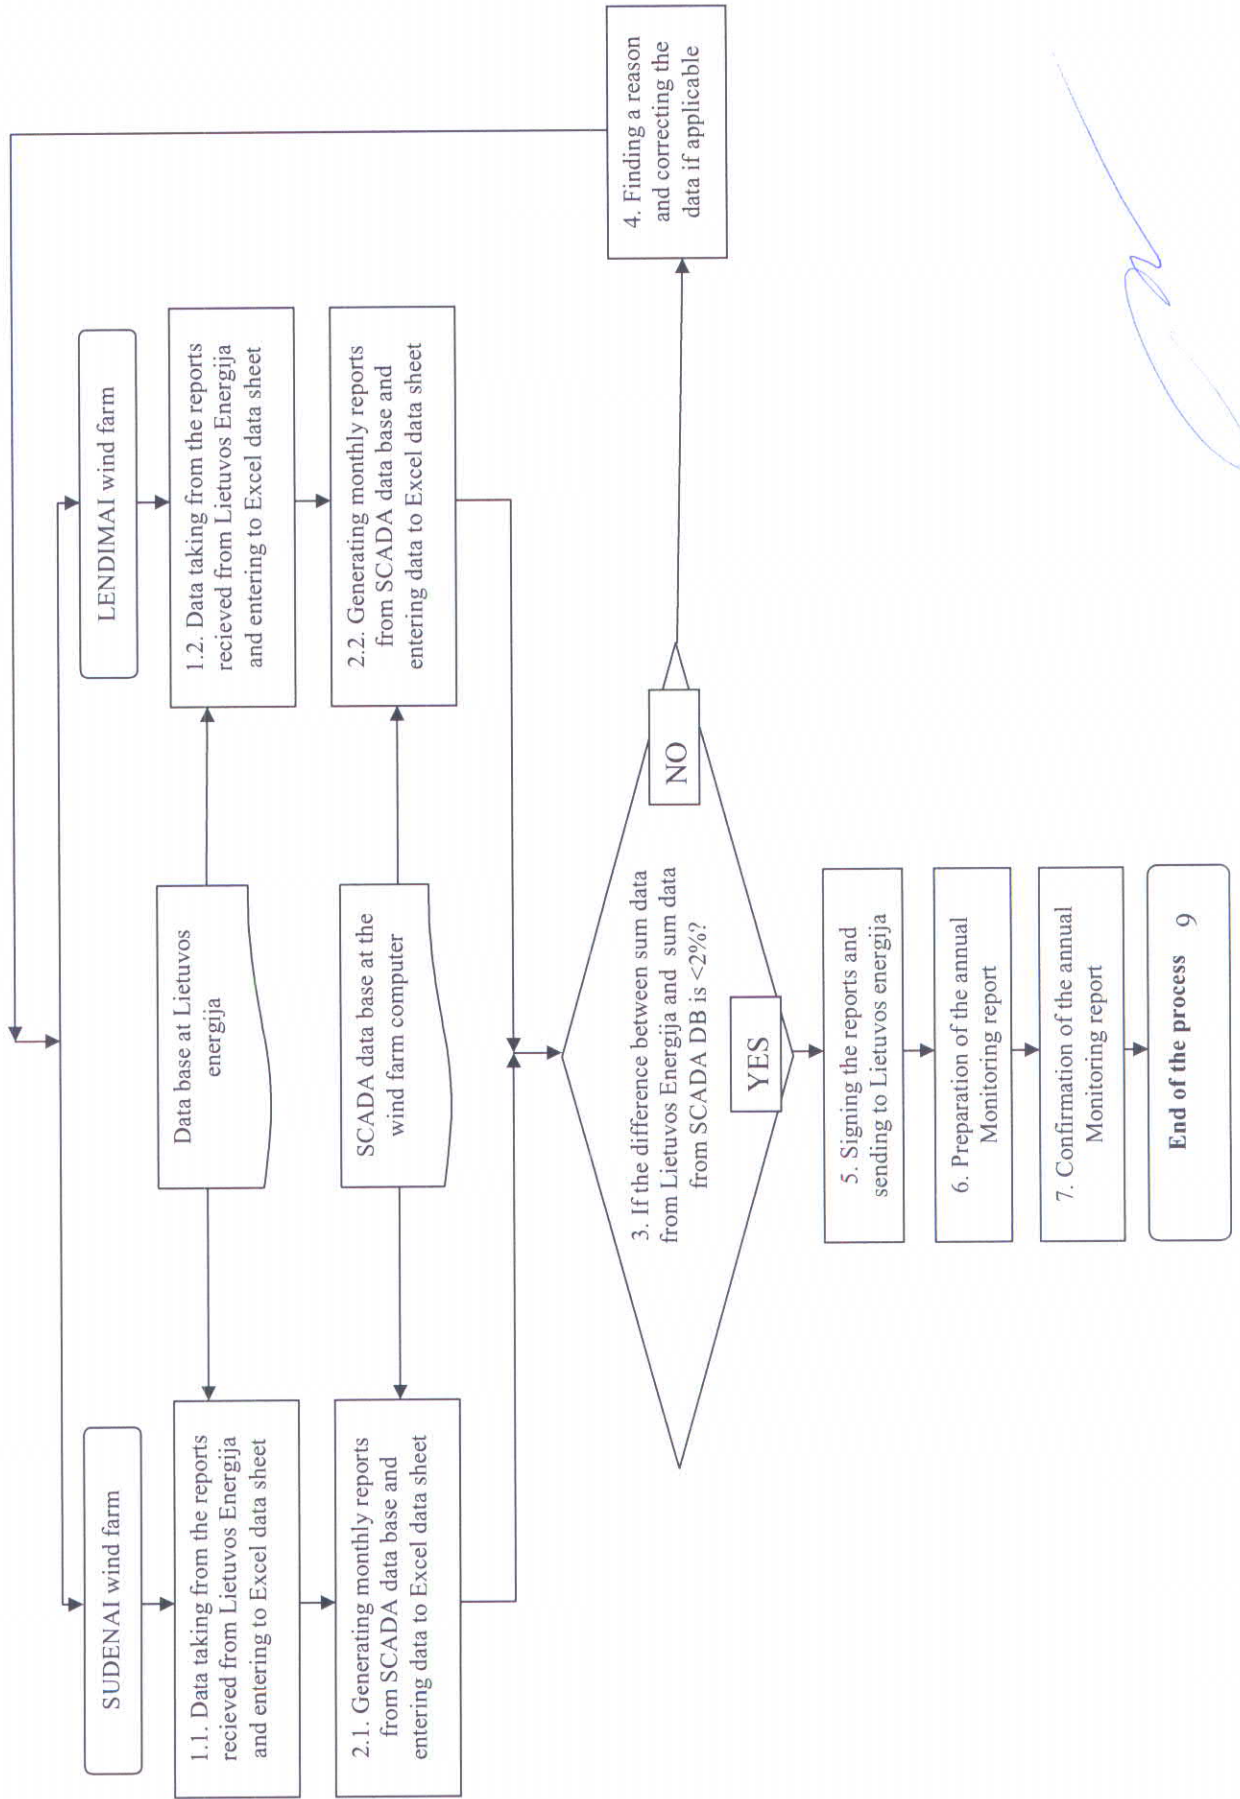 SUDENAI wind farm
LENDIMAI wind farm
1.1. Data taking from the reports
recieved from Lietuvos Energija
and entering to Excel data sheet
Data base at Lietuvos
energija
1.2. Data taking from the reports
recieved from Lietuvos Energija
and entering to Excel data sheet
2.1. Generating monthly reports
from SCADA data base and
entering data to Excel data sheet
SCADA data base at the
wind farm computer
2.2. Generating monthly reports
from SCADA data base and
entering data to Excel data sheet
3. If the difference between sum data
from Lietuvos Energija and sum data
from SCADA DB is <2%?
NO
YES
4. Finding a reason
and correcting the
data if applicable
5. Signing the reports and
sending to Lietuvos energija
6. Preparation of the annual
Monitoring report
7. Confirmation of the annual
Monitoring report
End of the process 9